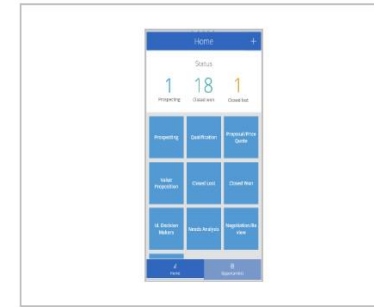 Home +
Status
1 18 1
Prospecting Closed won Closed lost
Prospecting Qualification Proposal/Price
Quote
Value
Proposition Closed Lost Closed Won
Id. Decision
Makers Needs Analysis Negotiation/Re
view
Home Opportunities